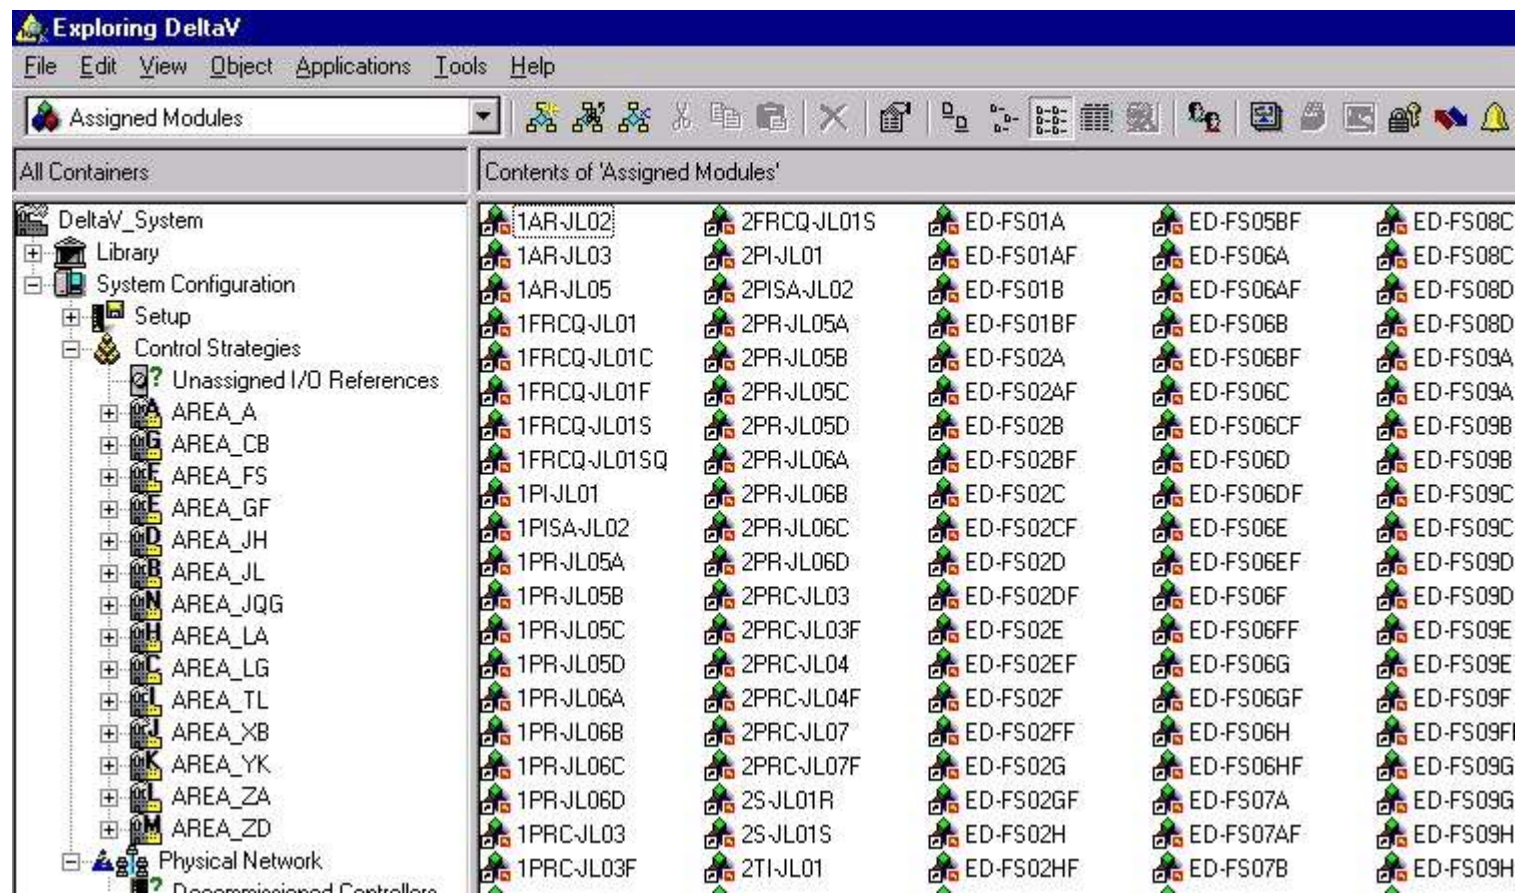 Exploring DeltaV
File Edit View Object Applications Tools Help
Assigned Modules
All Containers
Contents of 'Assigned Modules'
DeltaV_System
Library
System Configuration
Setup
Control Strategies
Unassigned I/O References
AREA_A
AREA_CB
AREA_FS
AREA_GF
AREA_JH
AREA_JL
AREA_JQG
AREA_LA
AREA_LG
AREA_TL
AREA_XB
AREA_YK
AREA_ZA
AREA_ZD
Physical Network
Decommissioned Controllers
1AR-JL02
1AR-JL03
1AR-JL05
1FRCQ-JL01
1FRCQ-JL01C
1FRCQ-JL01F
1FRCQ-JL01S
1FRCQ-JL01SQ
1PI-JL01
1PISA-JL02
1PR-JL05A
1PR-JL05B
1PR-JL05C
1PR-JL05D
1PR-JL06A
1PR-JL06B
1PR-JL06C
1PR-JL06D
1PRC-JL03
1PRC-JL03F
2FRCQ-JL01S
2PI-JL01
2PISA-JL02
2PR-JL05A
2PR-JL05B
2PR-JL05C
2PR-JL05D
2PR-JL06A
2PR-JL06B
2PR-JL06C
2PR-JL06D
2PRC-JL03
2PRC-JL03F
2PRC-JL04
2PRC-JL04F
2PRC-JL07
2PRC-JL07F
2S-JL01R
2S-JL01S
2TI-JL01
ED-FS01A
ED-FS01AF
ED-FS01B
ED-FS01BF
ED-FS02A
ED-FS02AF
ED-FS02B
ED-FS02BF
ED-FS02C
ED-FS02CF
ED-FS02D
ED-FS02DF
ED-FS02E
ED-FS02EF
ED-FS02F
ED-FS02FF
ED-FS02G
ED-FS02GF
ED-FS02H
ED-FS02HF
ED-FS05BF
ED-FS06A
ED-FS06AF
ED-FS06B
ED-FS06BF
ED-FS06C
ED-FS06CF
ED-FS06D
ED-FS06DF
ED-FS06E
ED-FS06EF
ED-FS06F
ED-FS06FF
ED-FS06G
ED-FS06GF
ED-FS06H
ED-FS06HF
ED-FS07A
ED-FS07AF
ED-FS07B
ED-FS08C
ED-FS08C
ED-FS08D
ED-FS08D
ED-FS09A
ED-FS09A
ED-FS09B
ED-FS09B
ED-FS09C
ED-FS09C
ED-FS09D
ED-FS09D
ED-FS09E
ED-FS09E
ED-FS09F
ED-FS09F
ED-FS09G
ED-FS09G
ED-FS09H
ED-FS09H